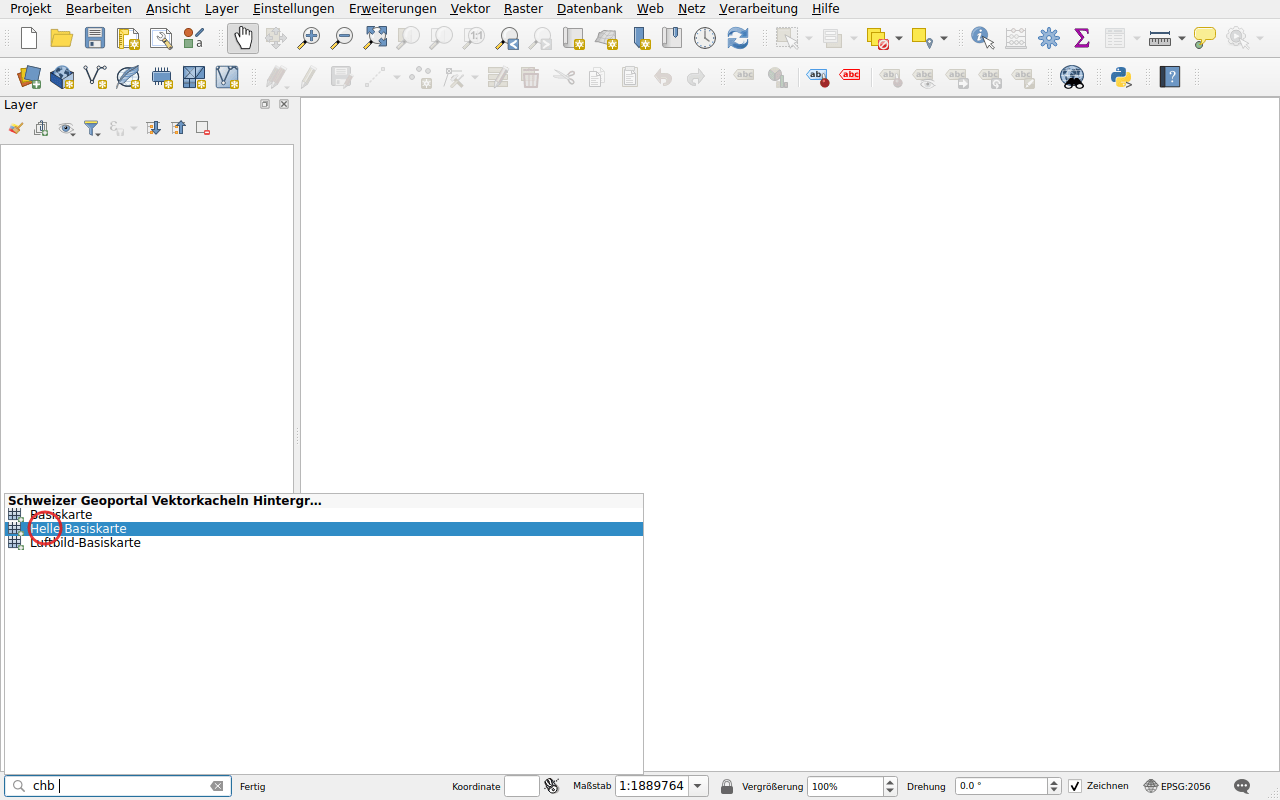 Projekt Bearbeiten Ansicht Layer Einstellungen Erweiterungen Vektor Raster Datenbank Web Netz Verarbeitung Hilfe
Layer
Schweizer Geoportal Vektorkacheln Hintergr...
Basiskarte
Helle Basiskarte
Luftbild-Basiskarte
chb Fertig Koordinate Maßstab 1:1889764 Vergrößerung 100% Drehung 0.0 ° Zeichnen EPSG:2056